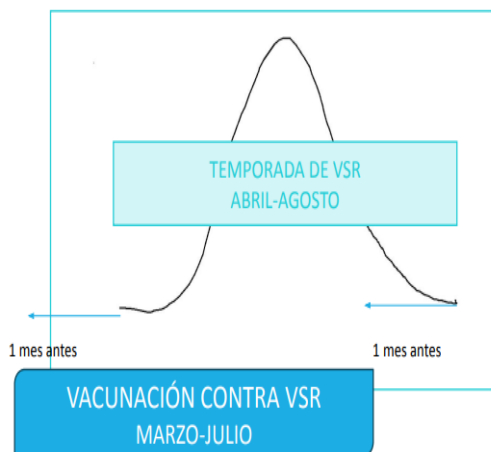 TEMPORADA DE VSR
ABRIL-AGOSTO
1 mes antes
1 mes antes
VACUNACIÓN CONTRA VSR
MARZO-JULIO